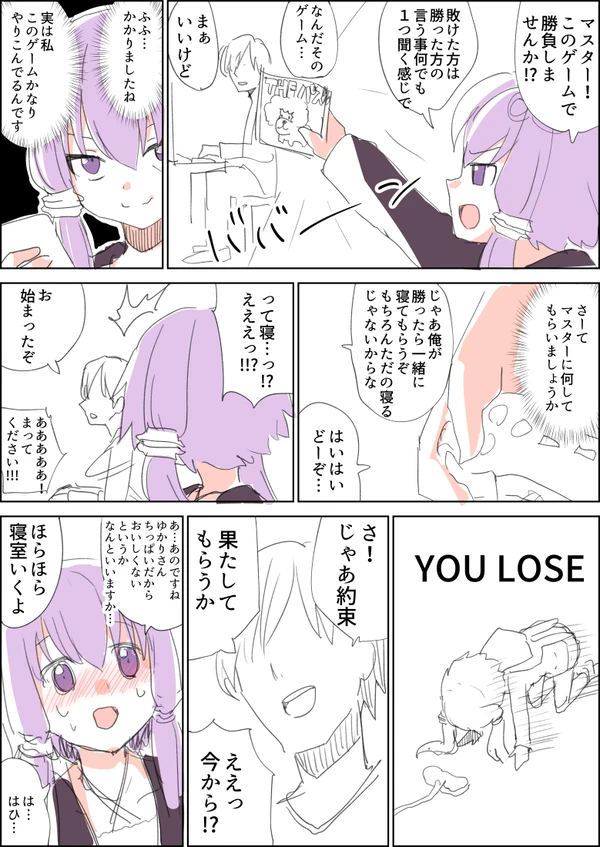 マスター!
このゲームで
勝負しま
せんか!?
敗けた方は
勝った方の
言う事何でも
1つ聞く感じで
なんだその
ゲーム…
まぁ
いいけど
ババーーン
ふふ…
かかりましたね
実は私
このゲームかなり
やりこんでるんです
さーて
マスターに何して
もらいましょうか
じゃあ俺が
勝ったら一緒に
寝てもらうぞ
もちろんただの寝る
じゃないからな
はいはい
どーぞ…
って寝…っ!?
えええっ!!?
お
始まったぞ
あああああ!
まって
ください!!!
YOU LOSE
さ!
じゃあ約束
果たして
もらうか
ええっ
今から!?
あ…あのですね
ゆかりさん
ちっぱいだから
おいしくない
というか
なんといいますか…
ほらほら
寝室いくよ
は…
はひ…